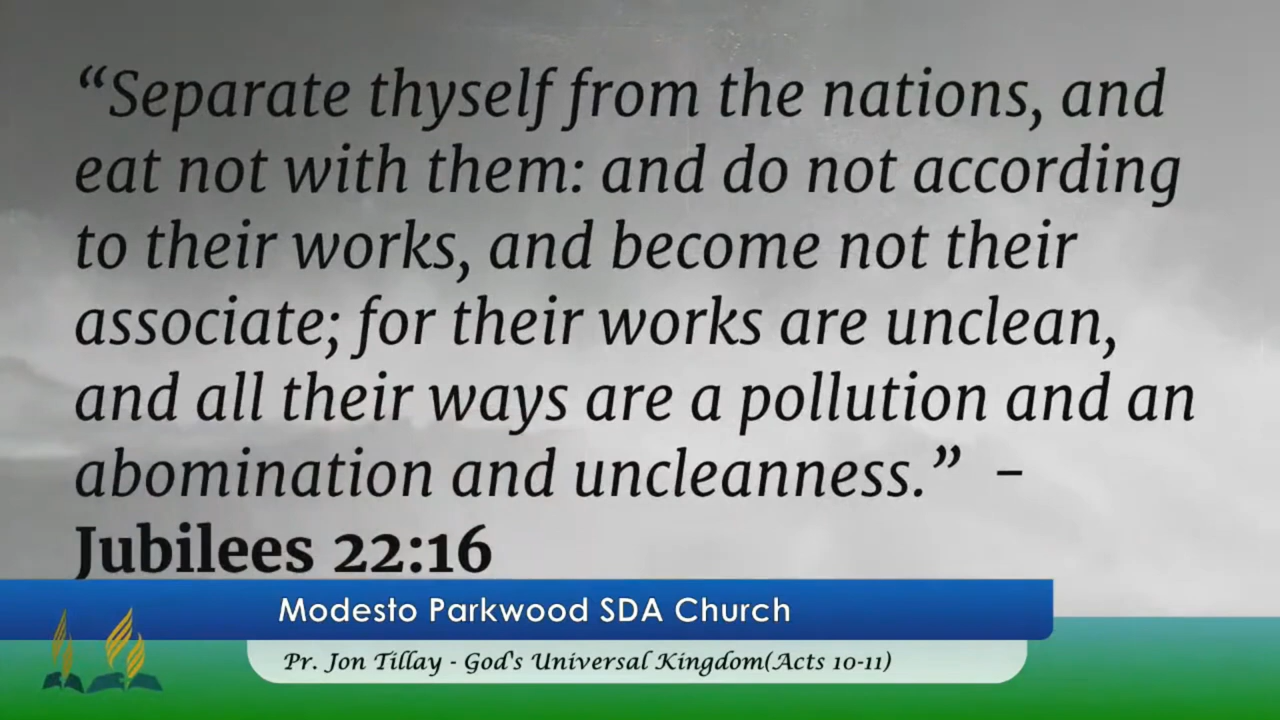 “Separate thyself from the nations, and
eat not with them: and do not according
to their works, and become not their
associate; for their works are unclean,
and all their ways are a pollution and an
abomination and uncleanness.” –
Jubilees 22:16
Modesto Parkwood SDA Church
Pr. Jon Tillay - God's Universal Kingdom(Acts 10-11)